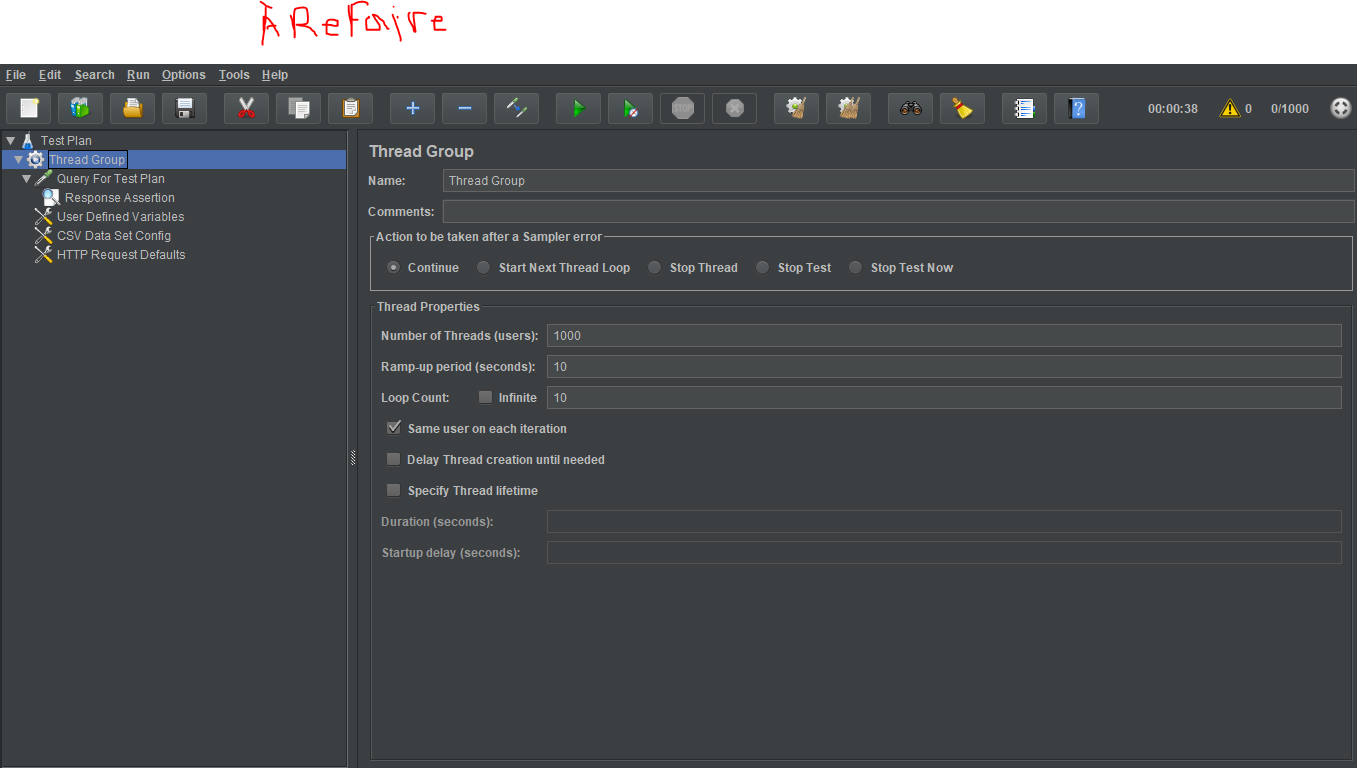 ÀRefaire
File Edit Search Run Options Tools Help
STOP
00:00:38 0 0/1000
Test Plan
Thread Group
Query For Test Plan
Response Assertion
User Defined Variables
CSV Data Set Config
HTTP Request Defaults
Thread Group
Name: Thread Group
Comments:
Action to be taken after a Sampler error
Continue Start Next Thread Loop Stop Thread Stop Test Stop Test Now
Thread Properties
Number of Threads (users): 1000
Ramp-up period (seconds): 10
Loop Count: Infinite 10
Same user on each iteration
Delay Thread creation until needed
Specify Thread lifetime
Duration (seconds):
Startup delay (seconds):